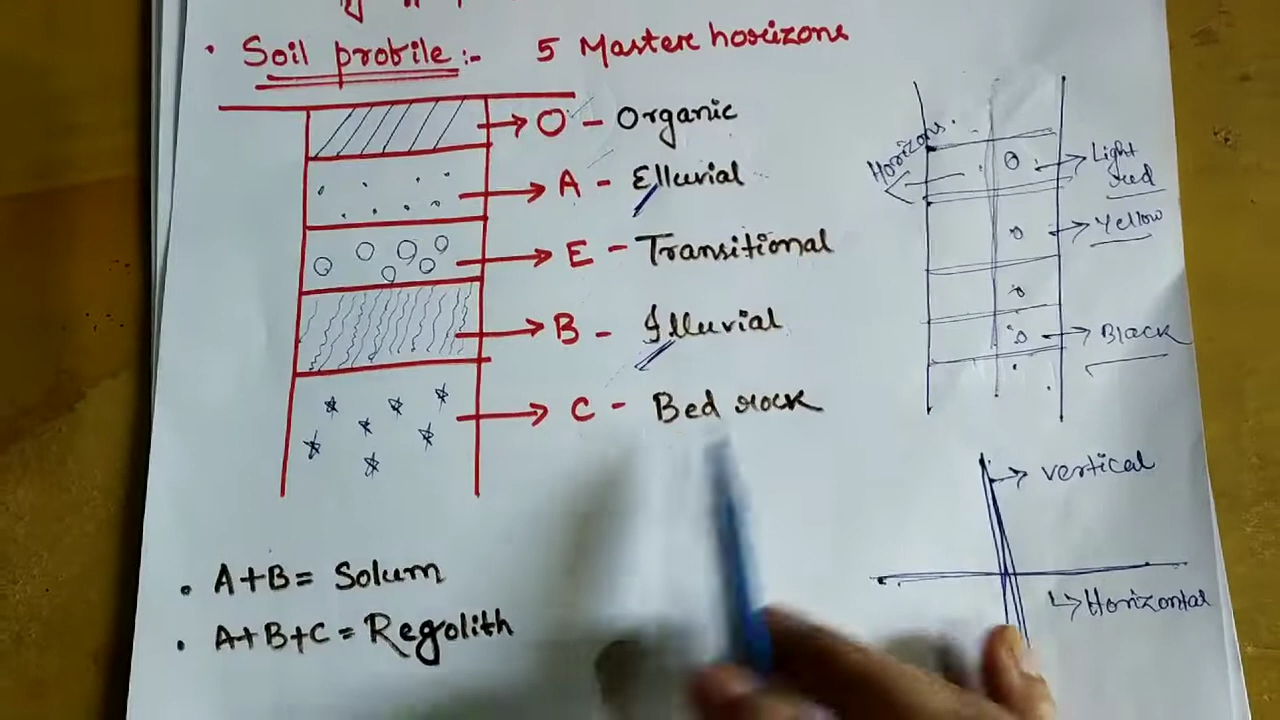 • Soil profile:- 5 Master horizons
O - Organic
A - Elluvial
E - Transitional
B - Illuvial
C - Bed rock
• A+B = Solum
• A+B+C = Regolith
Horizons.
Light
red
Yellow
Black
vertical
Horizontal